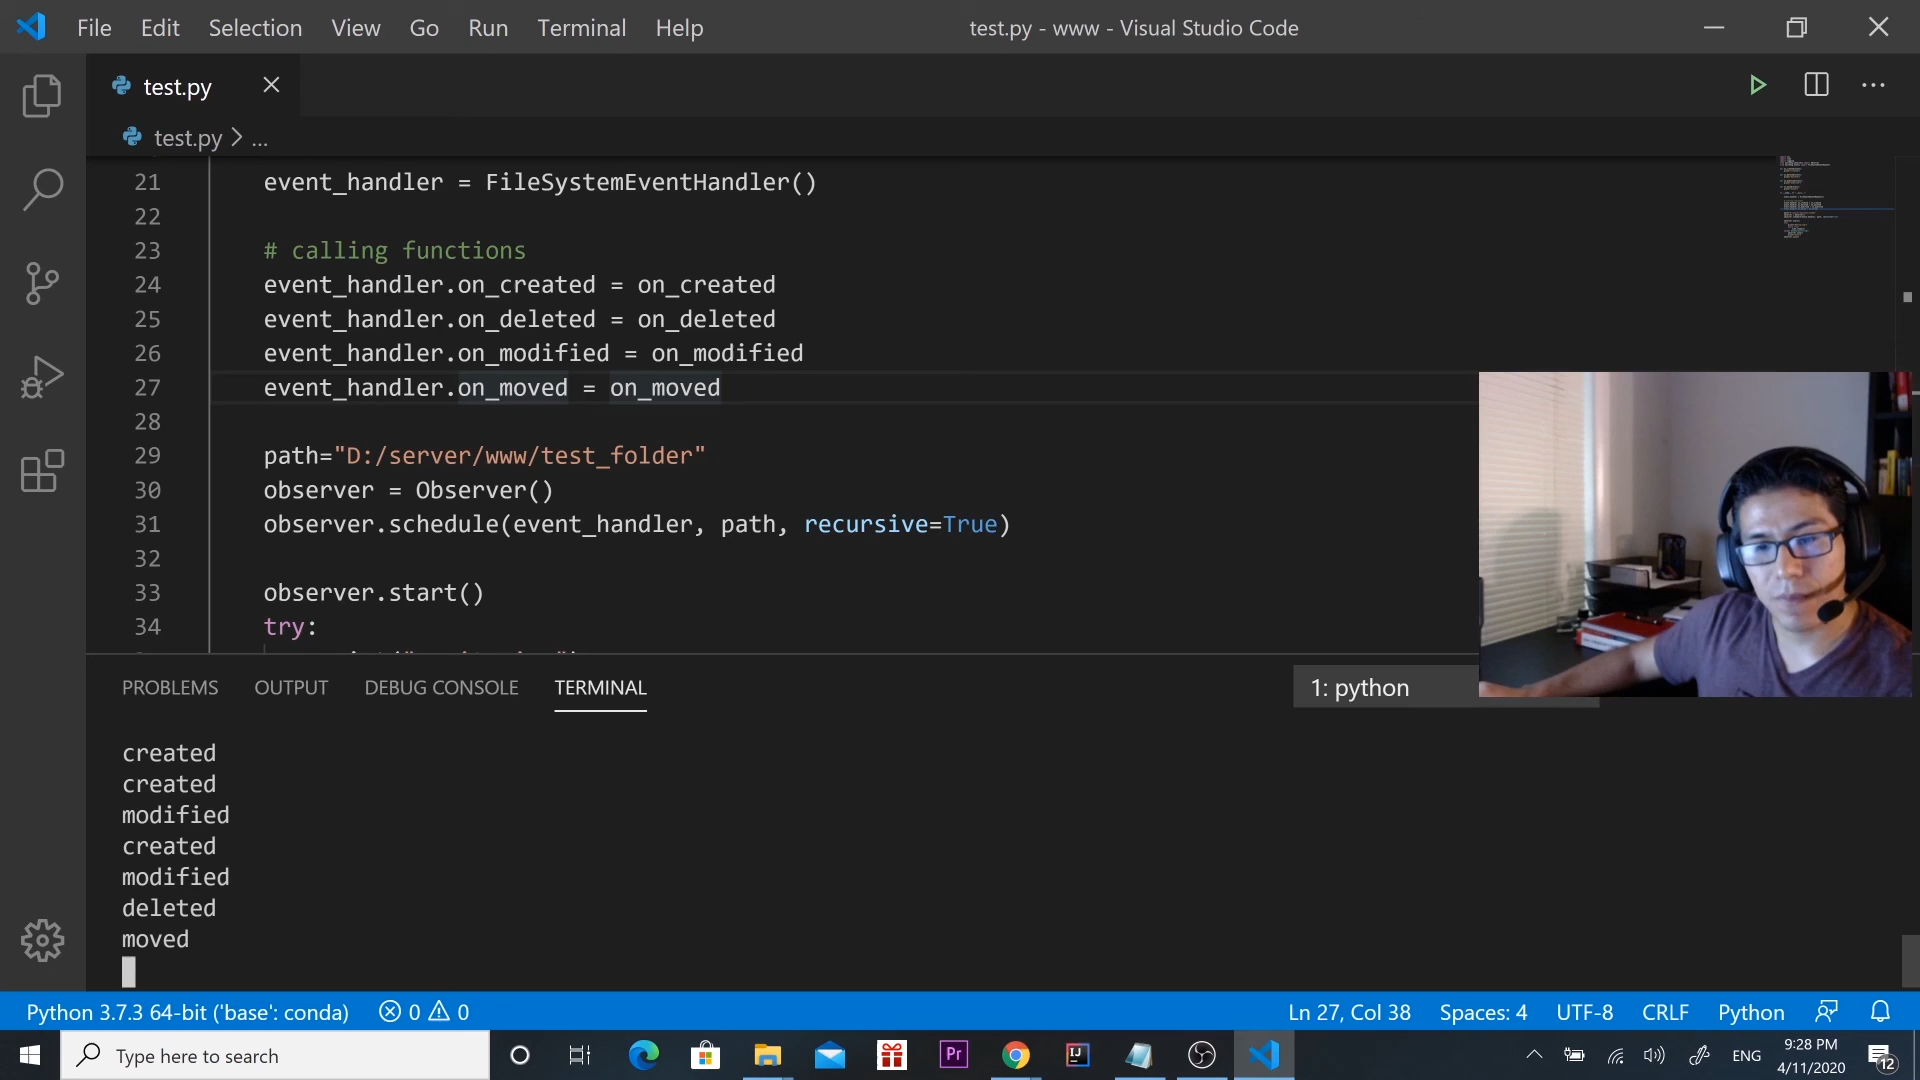 File Edit Selection View Go Run Terminal Help
test.py - www - Visual Studio Code
test.py
test.py > ...
21 event_handler = FileSystemEventHandler()
22
23 # calling functions
24 event_handler.on_created = on_created
25 event_handler.on_deleted = on_deleted
26 event_handler.on_modified = on_modified
27 event_handler.on_moved = on_moved
28
29 path="D:/server/www/test_folder"
30 observer = Observer()
31 observer.schedule(event_handler, path, recursive=True)
32
33 observer.start()
34 try:
PROBLEMS OUTPUT DEBUG CONSOLE TERMINAL
1: python
created
created
modified
created
modified
deleted
moved
Python 3.7.3 64-bit ('base': conda) 0 0
Ln 27, Col 38 Spaces: 4 UTF-8 CRLF Python
Type here to search
Pr
IJ
ENG
9:28 PM
4/11/2020
12